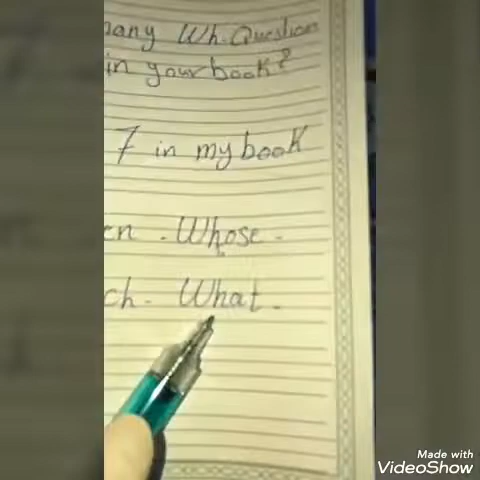 many Wh-Question
in your book?
7 in my book
en . Whose .
ch . What .
Made with
VideoShow